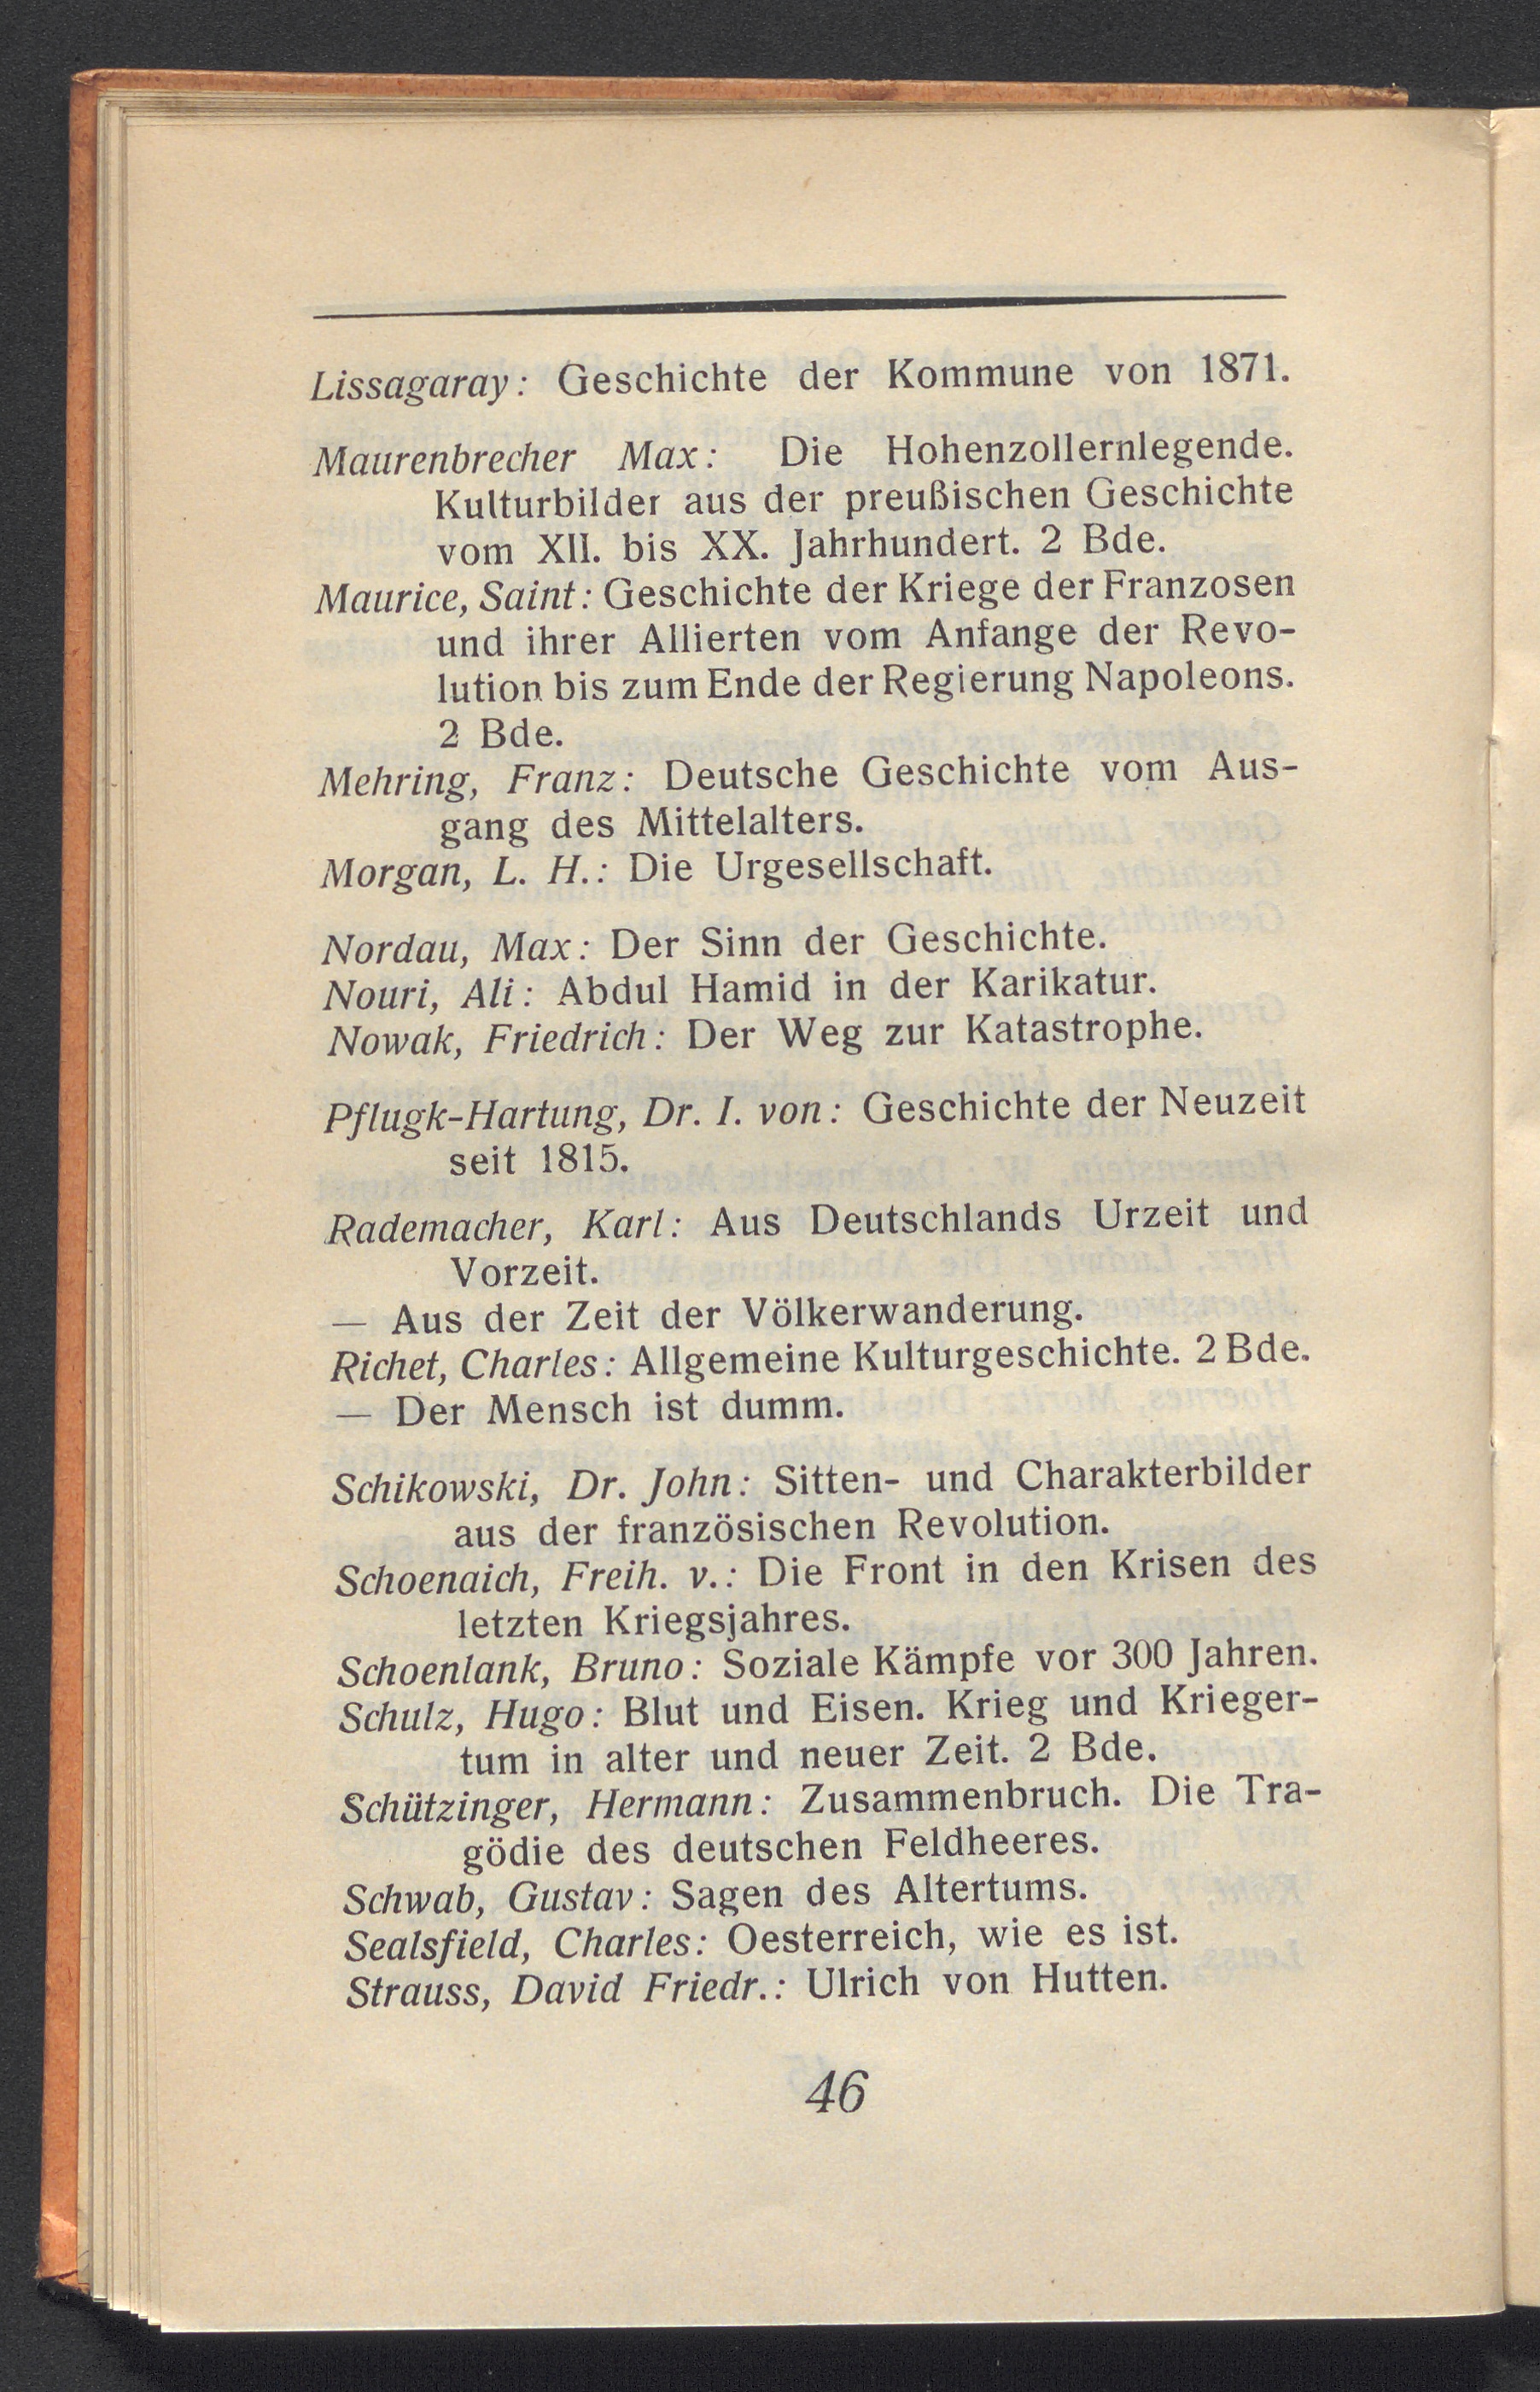 Lissagaray: Geschichte der Kommune von 1871.
Maurenbrecher Max: Die Hohenzollernlegende.
Kulturbilder aus der preußischen Geschichte
vom XII. bis XX. Jahrhundert. 2 Bde.
Maurice, Saint: Geschichte der Kriege der Franzosen
und ihrer Allierten vom Anfange der Revo-
lution bis zum Ende der Regierung Napoleons.
2 Bde.
Mehring, Franz: Deutsche Geschichte vom Aus-
gang des Mittelalters.
Morgan, L. H.: Die Urgesellschaft.
Nordau, Max: Der Sinn der Geschichte.
Nouri, Ali: Abdul Hamid in der Karikatur.
Nowak, Friedrich: Der Weg zur Katastrophe.
Pflugk-Hartung, Dr. I. von: Geschichte der Neuzeit
seit 1815.
Rademacher, Karl: Aus Deutschlands Urzeit und
Vorzeit.
— Aus der Zeit der Völkerwanderung.
Richet, Charles: Allgemeine Kulturgeschichte. 2 Bde.
— Der Mensch ist dumm.
Schikowski, Dr. John: Sitten- und Charakterbilder
aus der französischen Revolution.
Schoenaich, Freih. v.: Die Front in den Krisen des
letzten Kriegsjahres.
Schoenlank, Bruno: Soziale Kämpfe vor 300 Jahren.
Schulz, Hugo: Blut und Eisen. Krieg und Krieger-
tum in alter und neuer Zeit. 2 Bde.
Schützinger, Hermann: Zusammenbruch. Die Tra-
gödie des deutschen Feldheeres.
Schwab, Gustav: Sagen des Altertums.
Sealsfield, Charles: Oesterreich, wie es ist.
Strauss, David Friedr.: Ulrich von Hutten.
46